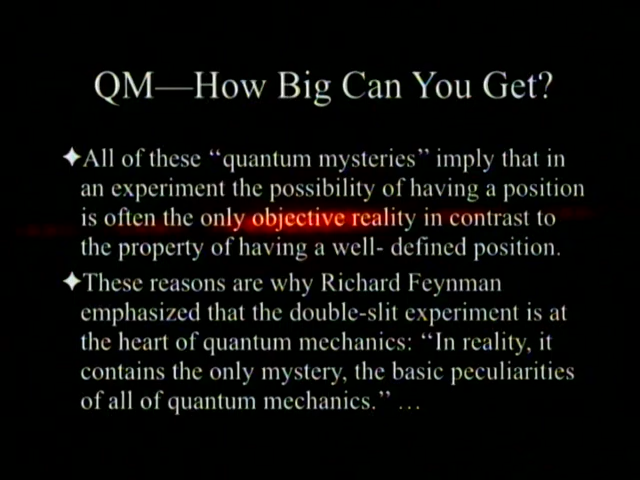 QM—How Big Can You Get?
✦All of these “quantum mysteries” imply that in
an experiment the possibility of having a position
is often the only objective reality in contrast to
the property of having a well- defined position.
✦These reasons are why Richard Feynman
emphasized that the double-slit experiment is at
the heart of quantum mechanics: “In reality, it
contains the only mystery, the basic peculiarities
of all of quantum mechanics.” …